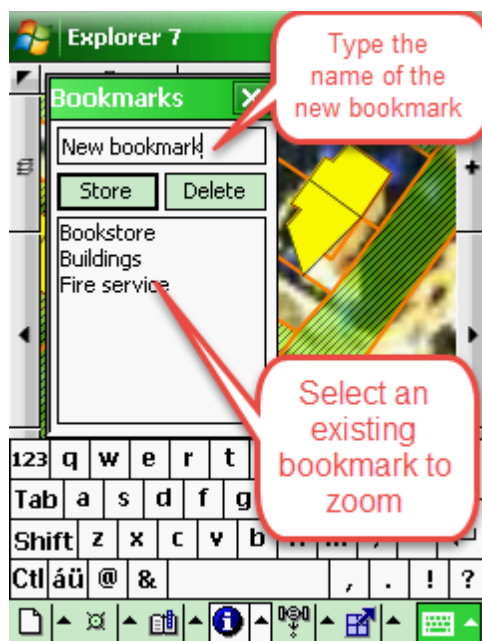 Explorer 7
Type the
name of the
new bookmark
Bookmarks
New bookmark
Store Delete
Bookstore
Buildings
Fire service
Select an
existing
bookmark to
zoom
123 q w e r t
Tab a s d f g
Shift z x c v b
Ctl áü @ & , . ! ?